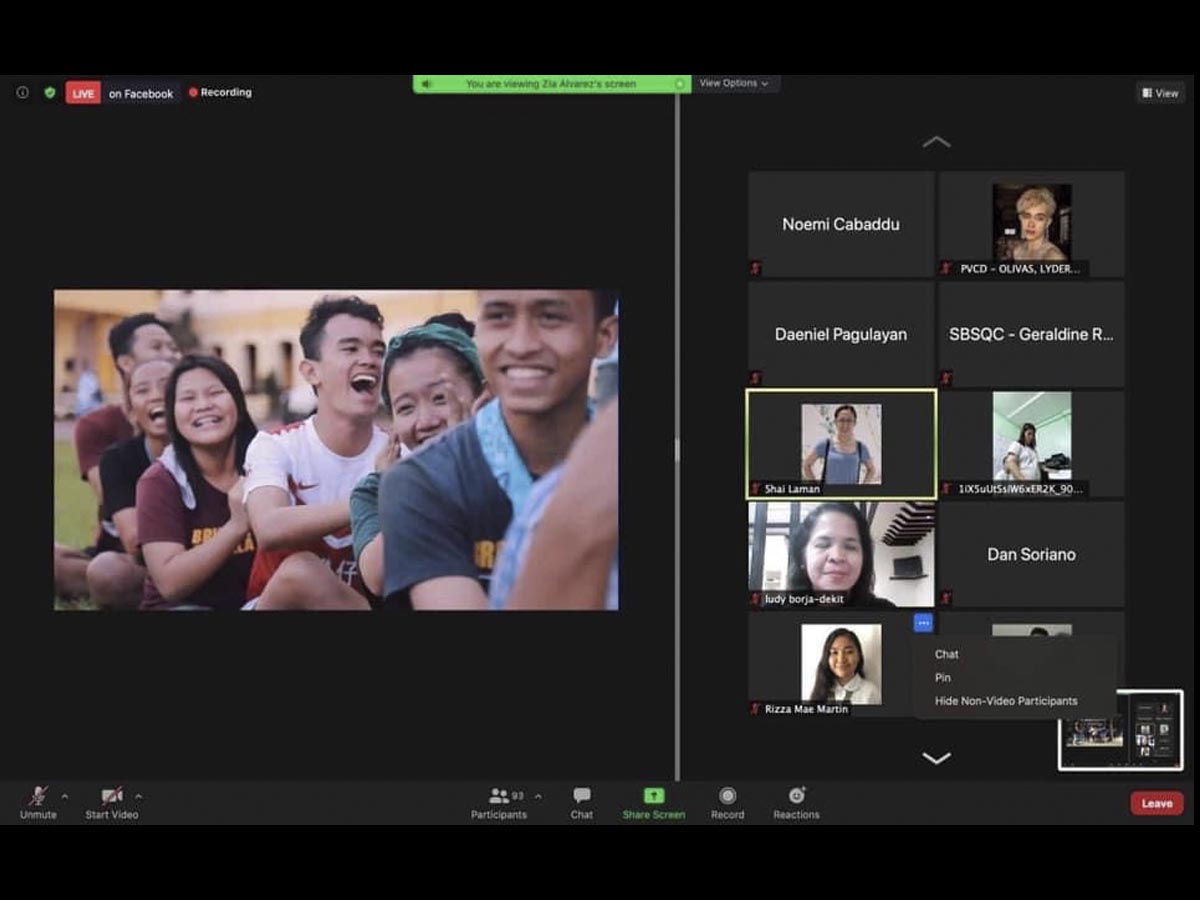 LIVE on Facebook
Recording
You are viewing Zia Alvarez's screen
View Options
View
Noemi Cabaddu
PVCD - OLIVAS, LYDER...
Daeniel Pagulayan
SBSQC - Geraldine R...
Shai Laman
ludy borja-dekit
Dan Soriano
Rizza Mae Martin
Chat
Pin
Hide Non-Video Participants
Unmute
Start Video
93
Participants
Chat
Share Screen
Record
Reactions
Leave